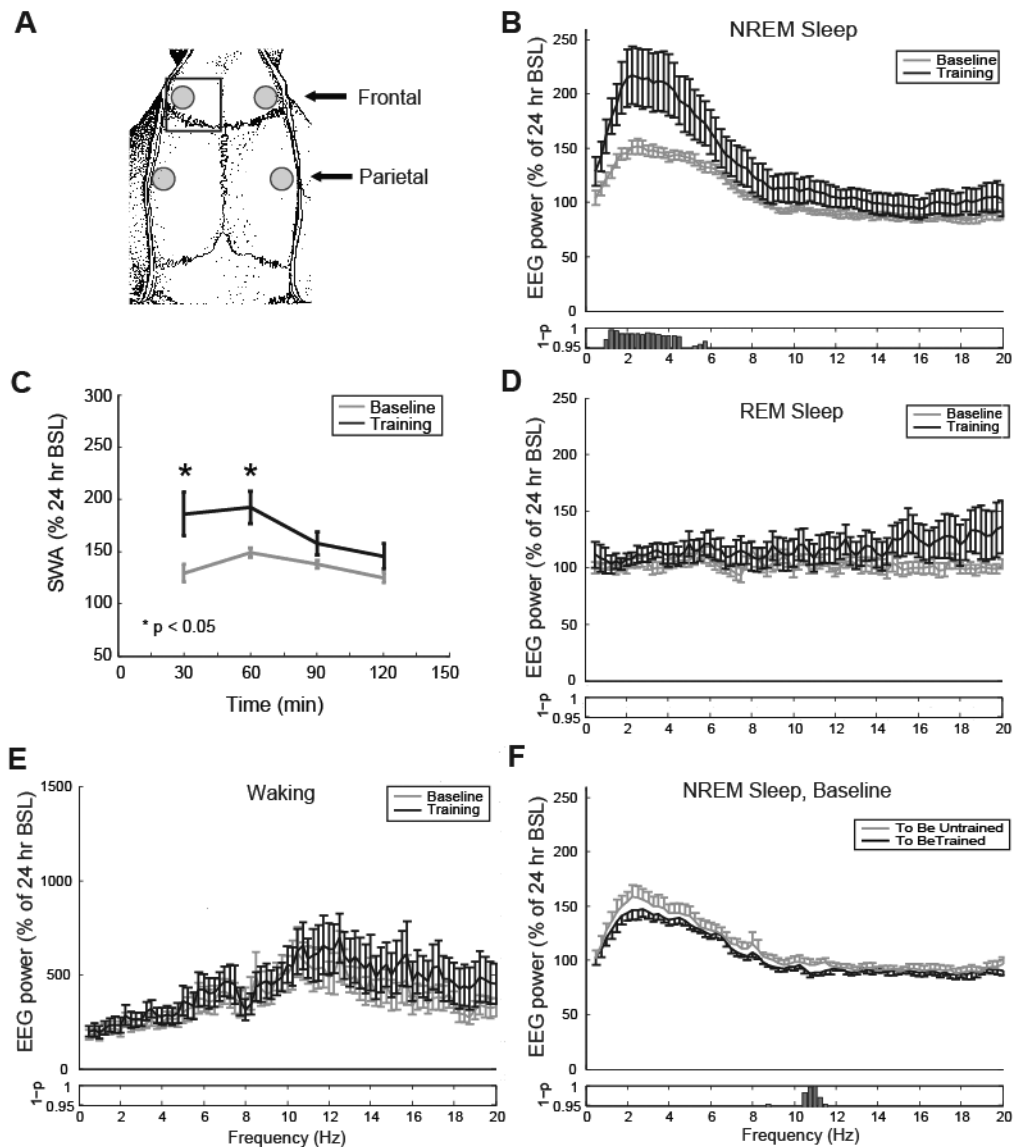 A
Frontal
Parietal
B
NREM Sleep
Baseline
Training
EEG power (% of 24 hr BSL)
250
200
150
100
50
0
1-p
1
0.95
0 2 4 6 8 10 12 14 16 18 20
C
Baseline
Training
SWA (% 24 hr BSL)
300
250
200
150
100
50
* *
* p < 0.05
0 30 60 90 120 150
Time (min)
D
REM Sleep
Baseline
Training
EEG power (% of 24 hr BSL)
250
200
150
100
50
0
1-p
1
0.95
0 2 4 6 8 10 12 14 16 18 20
E
Waking
Baseline
Training
EEG power (% of 24 hr BSL)
1500
1000
500
0
1-p
1
0.95
0 2 4 6 8 10 12 14 16 18 20
Frequency (Hz)
F
NREM Sleep, Baseline
To Be Untrained
To BeTrained
EEG power (% of 24 hr BSL)
250
200
150
100
50
0
1-p
1
0.95
0 2 4 6 8 10 12 14 16 18 20
Frequency (Hz)